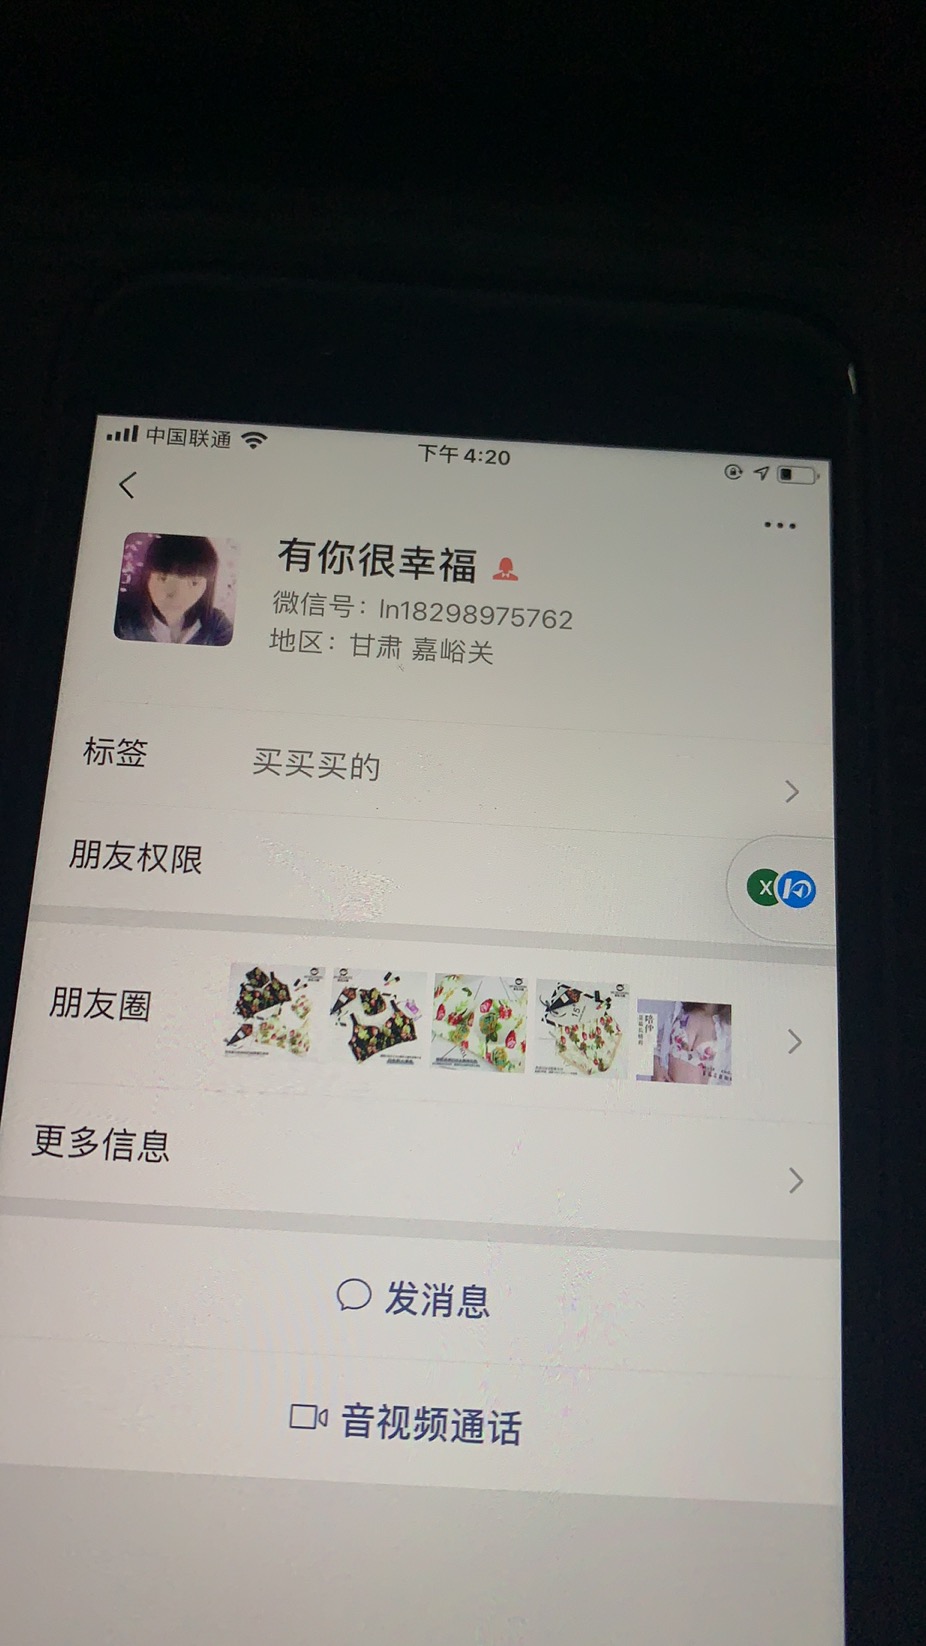 中国联通
下午4:20
有你很幸福
微信号：ln18298975762
地区：甘肃 嘉峪关
标签 买买买的
朋友权限
X
朋友圈
陪伴
更多信息
发消息
音视频通话